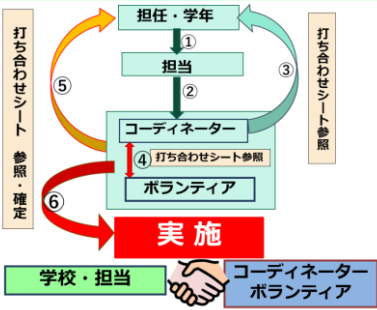 担任・学年
①
担当
②
③
⑤
コーディネーター
④
打ち合わせシート参照
ボランティア
⑥
打ち合わせシート　参照・確定
打ち合わせシート参照
実 施
学校・担当
コーディネーター
ボランティア